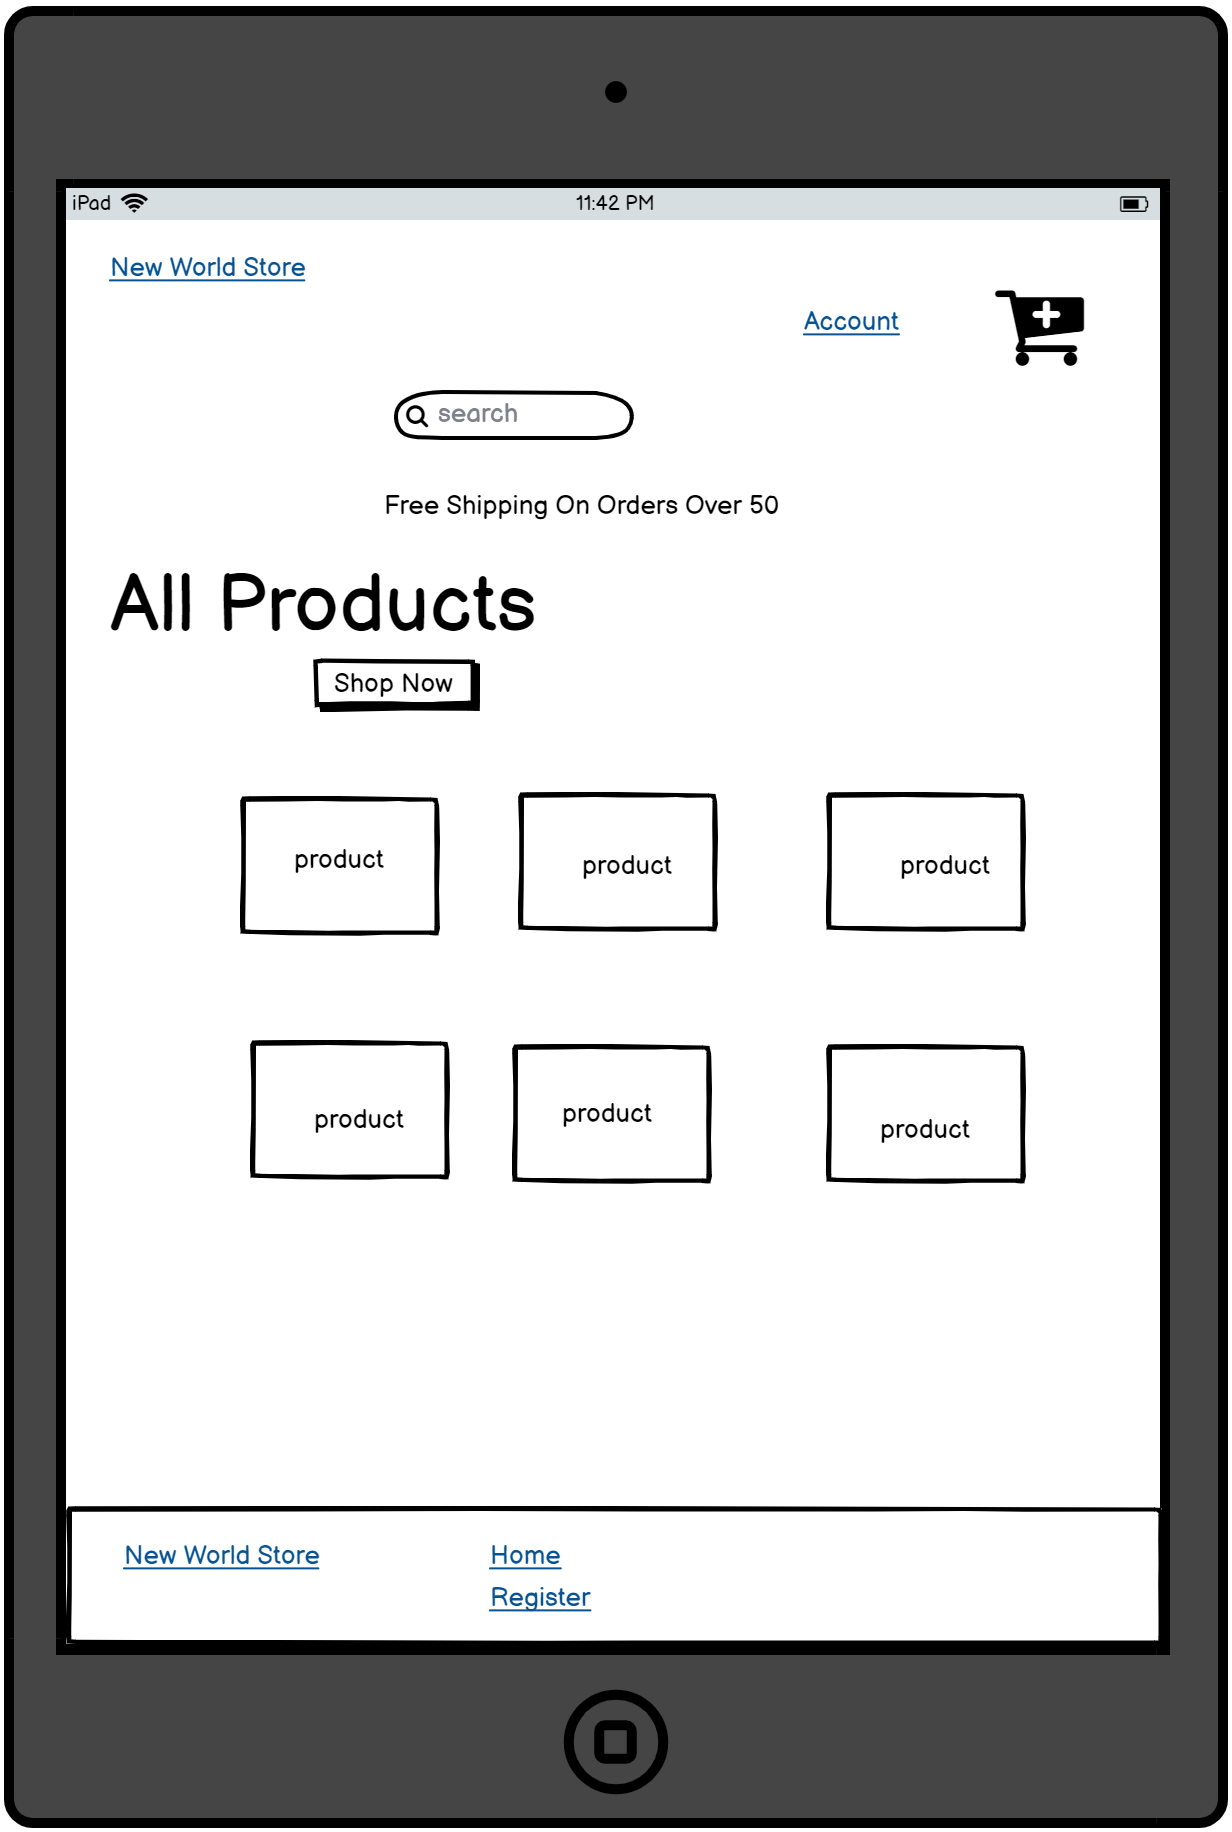 iPad 11:42 PM
New World Store
Account
search
Free Shipping On Orders Over 50
All Products
Shop Now
product product product
product product product
New World Store Home
Register